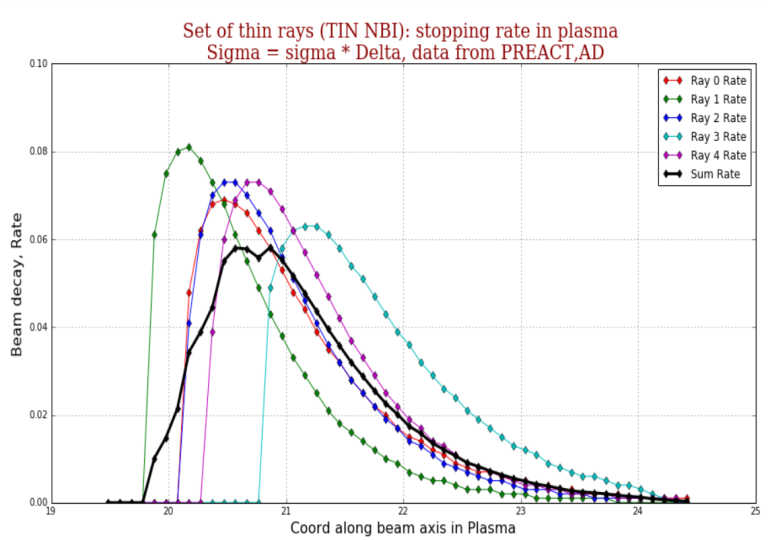 Set of thin rays (TIN NBI): stopping rate in plasma
Sigma = sigma * Delta, data from PREACT,AD
0.10
0.08
0.06
0.04
0.02
0.00
Beam decay, Rate
Ray 0 Rate
Ray 1 Rate
Ray 2 Rate
Ray 3 Rate
Ray 4 Rate
Sum Rate
19
20
21
22
23
24
25
Coord along beam axis in Plasma